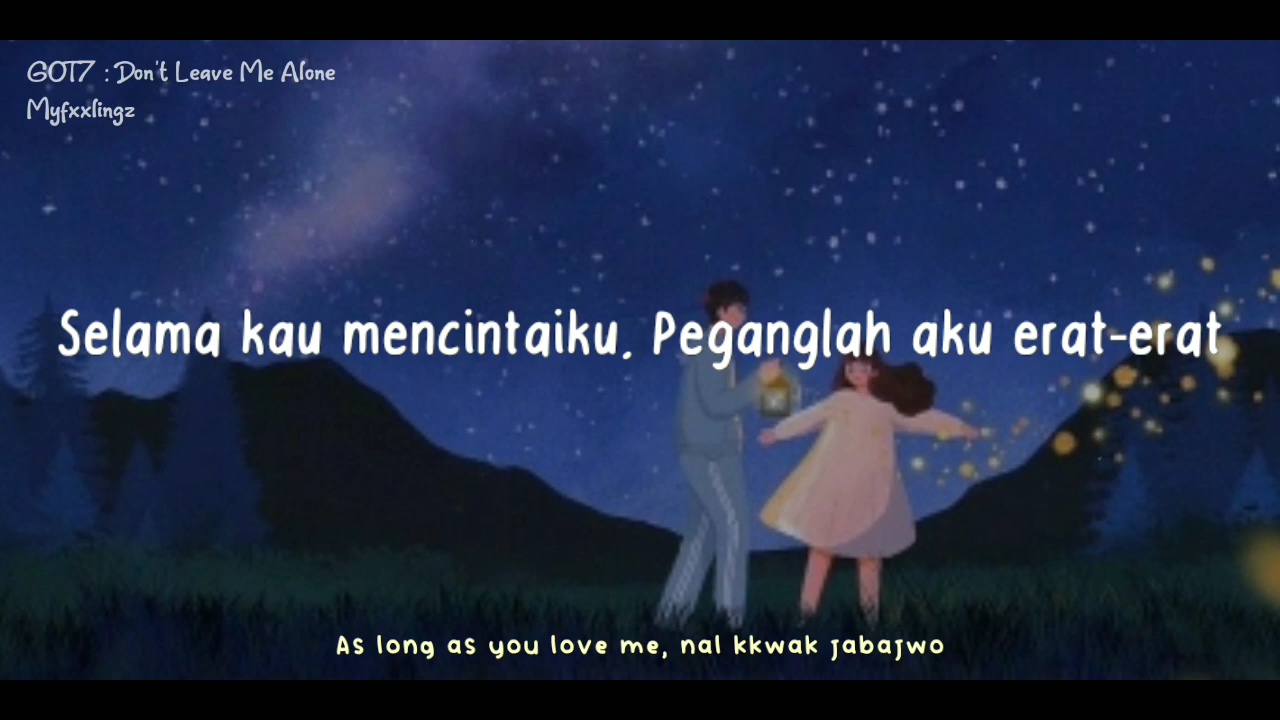 GOT7 : Don't Leave Me Alone
Myfxxlingz
Selama kau mencintaiku. Peganglah aku erat-erat
As long as you love me, nal kkwak jabajwo